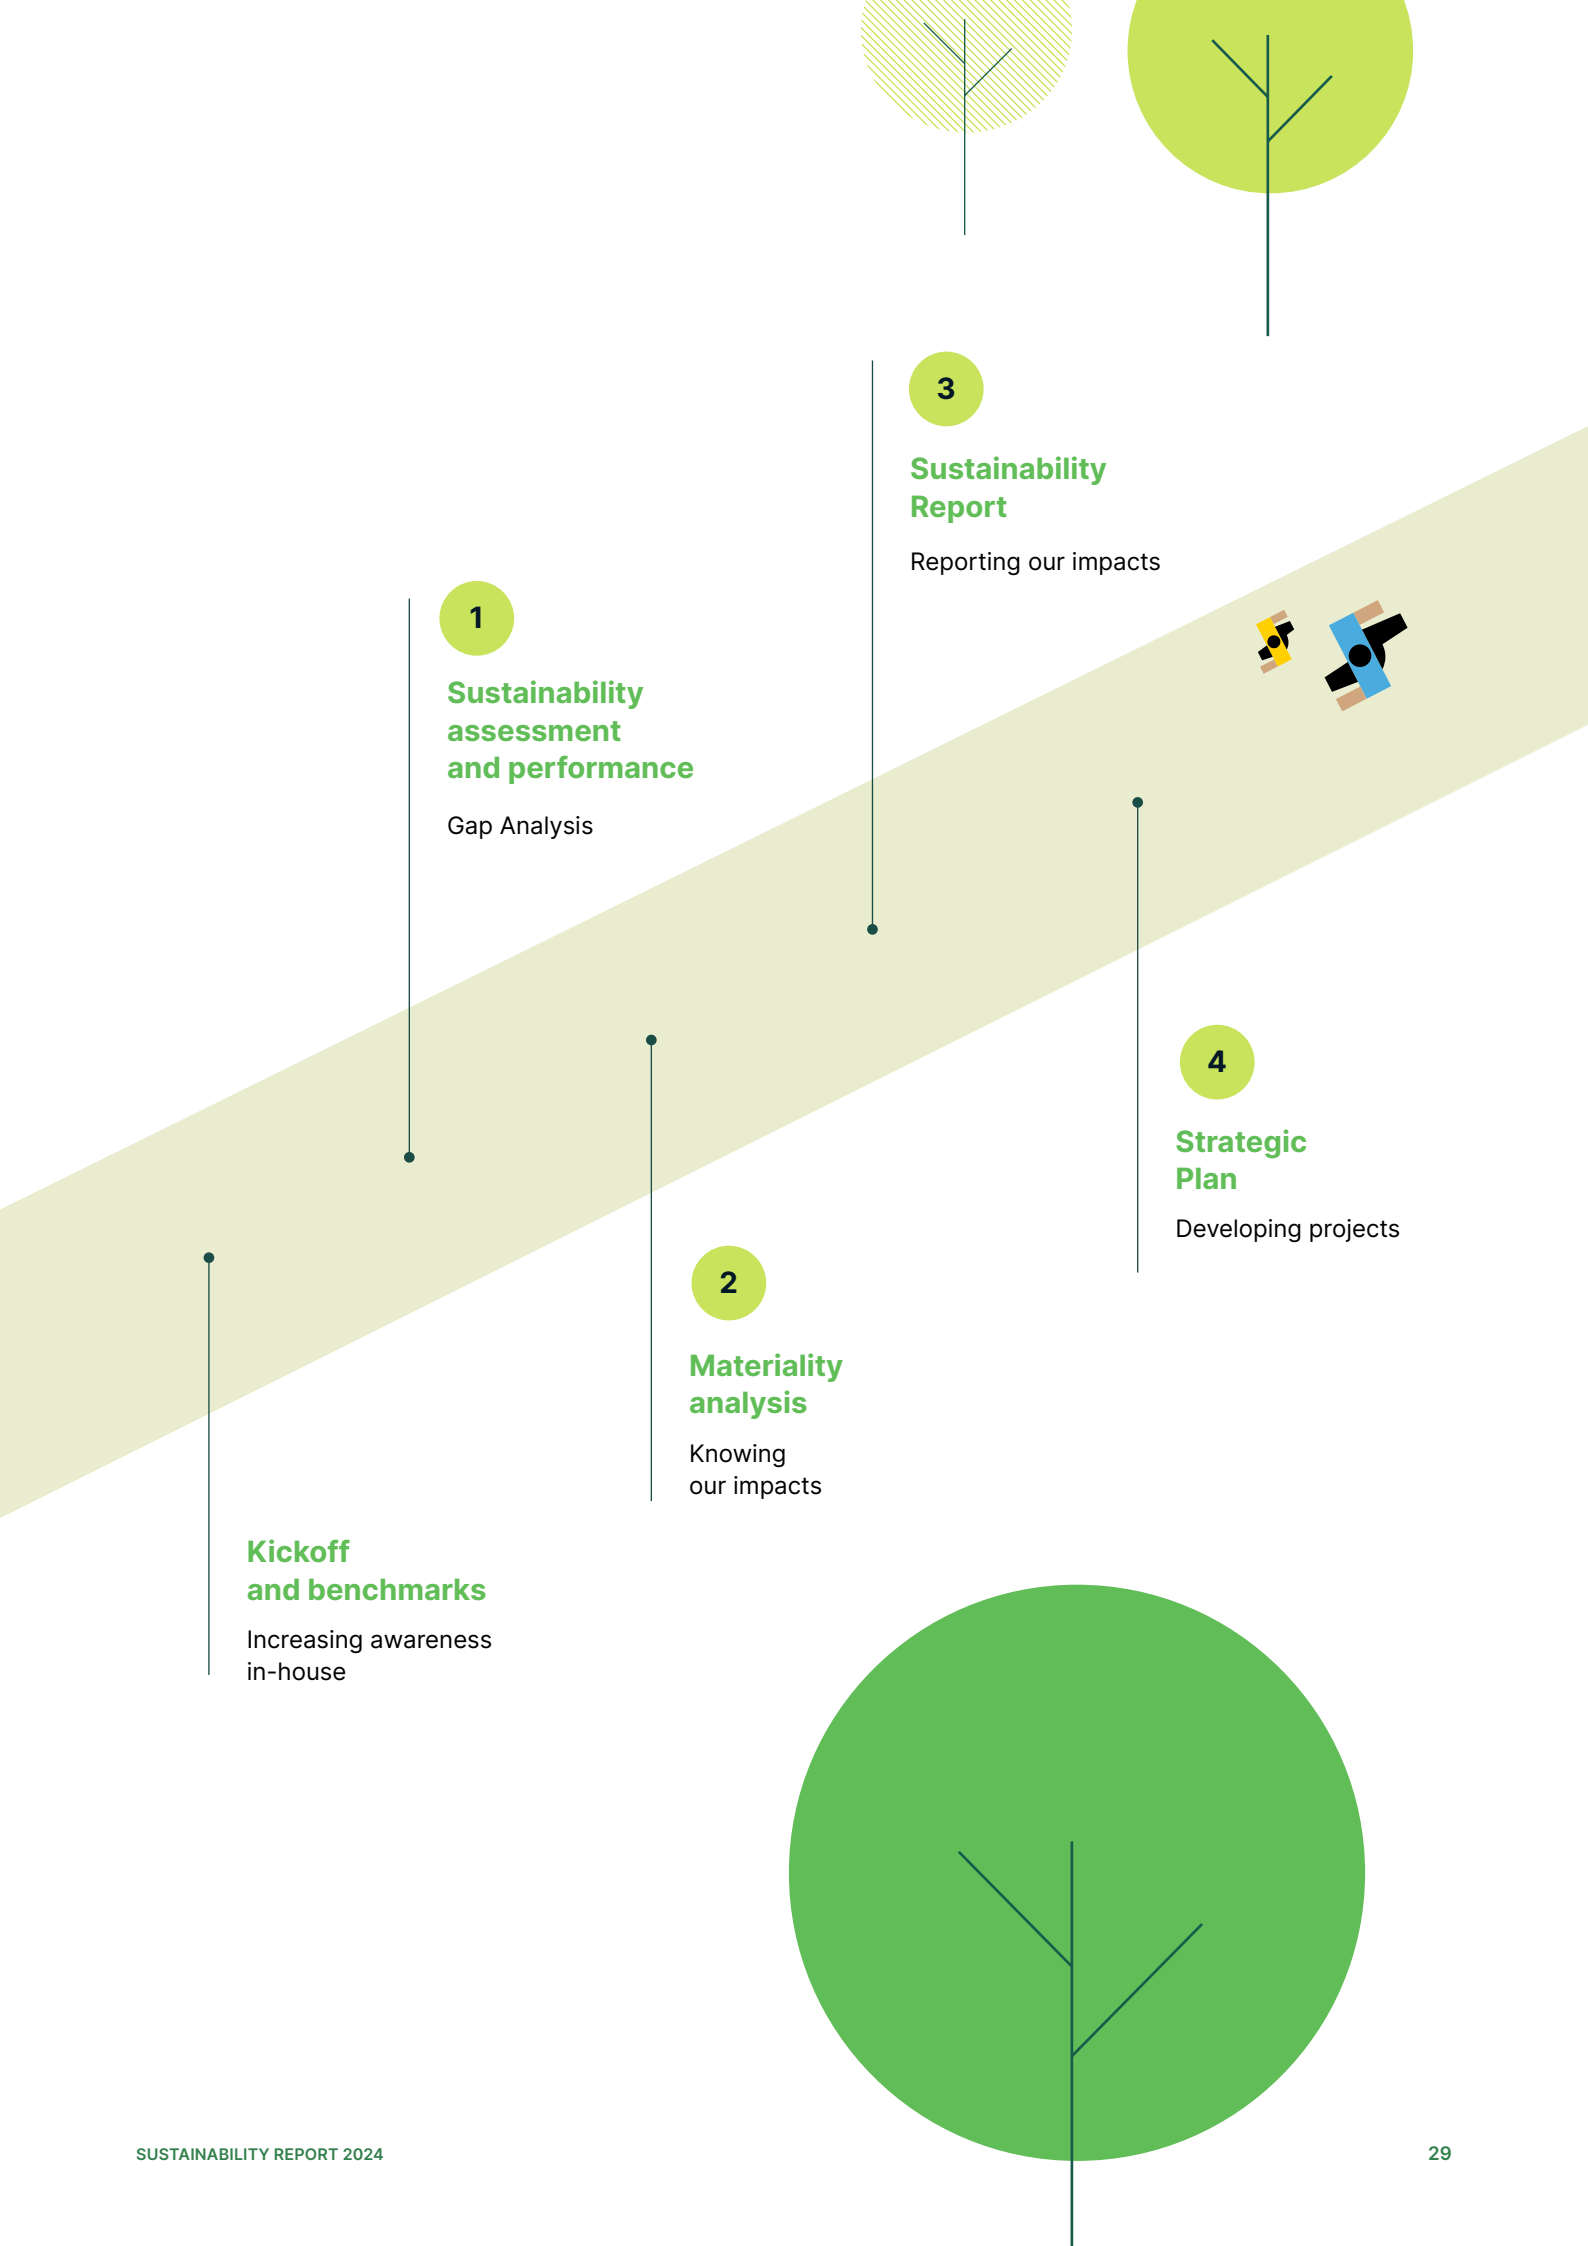 3
Sustainability
Report
Reporting our impacts
1
Sustainability
assessment
and performance
Gap Analysis
4
Strategic
Plan
Developing projects
2
Materiality
analysis
Knowing
our impacts
Kickoff
and benchmarks
Increasing awareness
in-house
SUSTAINABILITY REPORT 2024
29